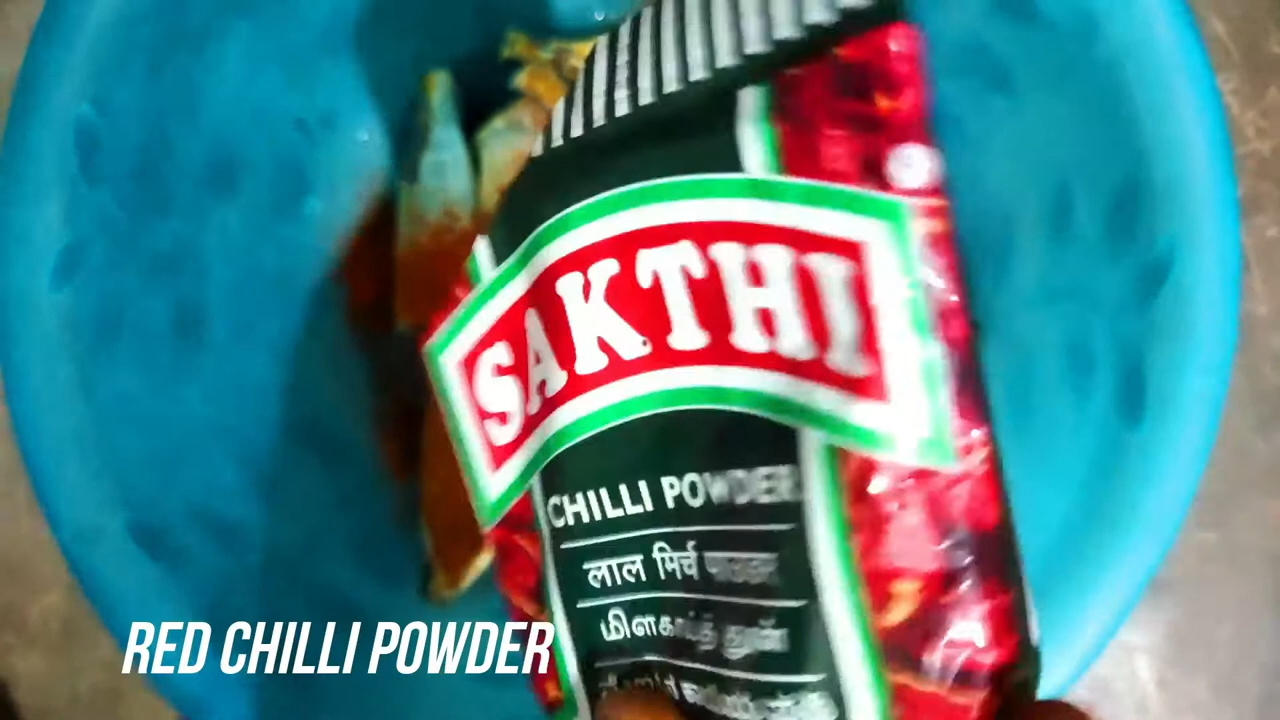 SAKTHI
CHILLI POWDER
लाल मिर्च पाउडर
மிளகாய்த் தூள்
RED CHILLI POWDER